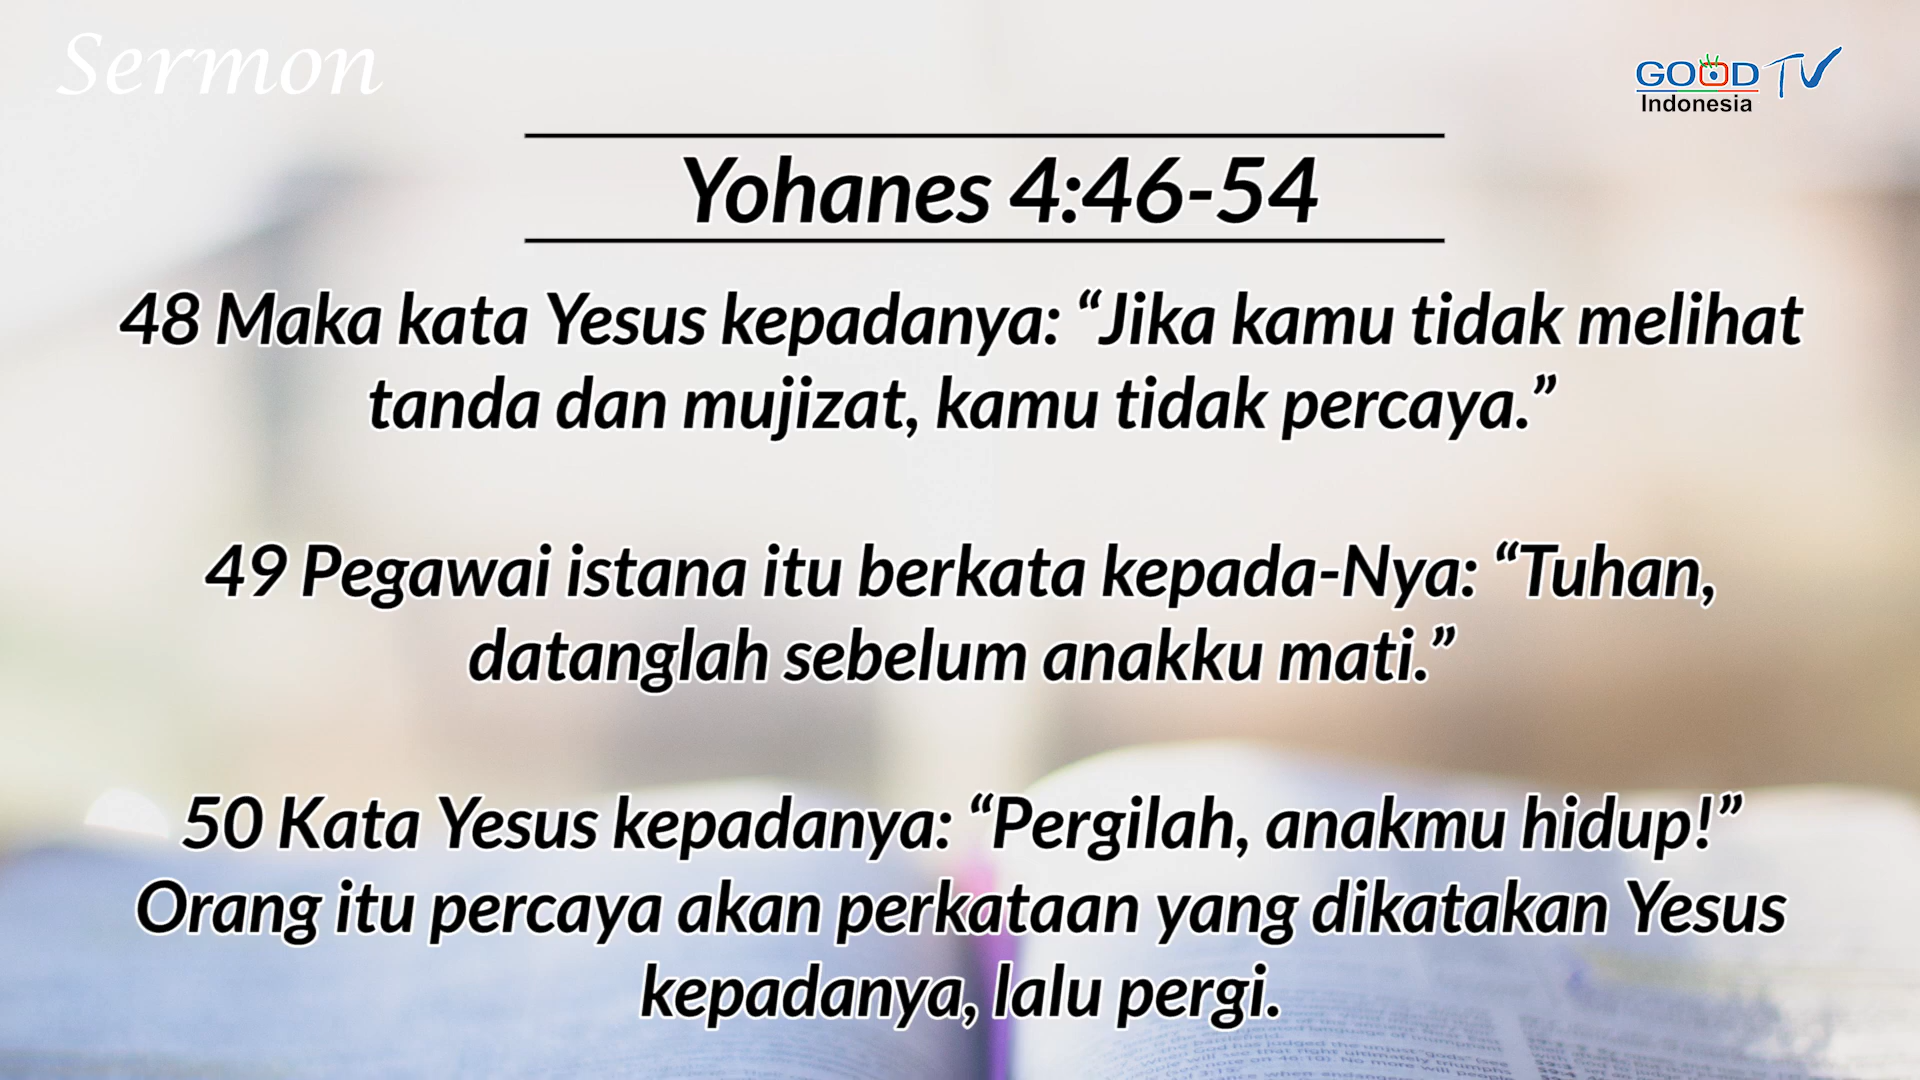 Sermon
GOOD TV
Indonesia
Yohanes 4:46-54
48 Maka kata Yesus kepadanya: “Jika kamu tidak melihat
tanda dan mujizat, kamu tidak percaya.”
49 Pegawai istana itu berkata kepada-Nya: “Tuhan,
datanglah sebelum anakku mati.”
50 Kata Yesus kepadanya: “Pergilah, anakmu hidup!”
Orang itu percaya akan perkataan yang dikatakan Yesus
kepadanya, lalu pergi.